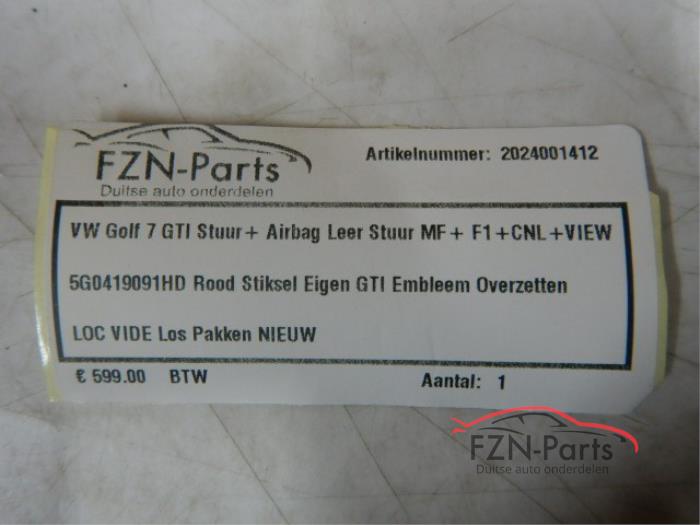 FZN-Parts
Duitse auto onderdelen
Artikelnummer: 2024001412
VW Golf 7 GTI Stuur+ Airbag Leer Stuur MF+ F1+CNL+VIEW
5G0419091HD Rood Stiksel Eigen GTI Embleem Overzetten
LOC VIDE Los Pakken NIEUW
€ 599.00 BTW
Aantal: 1
FZN-Parts
Duitse auto onderdelen